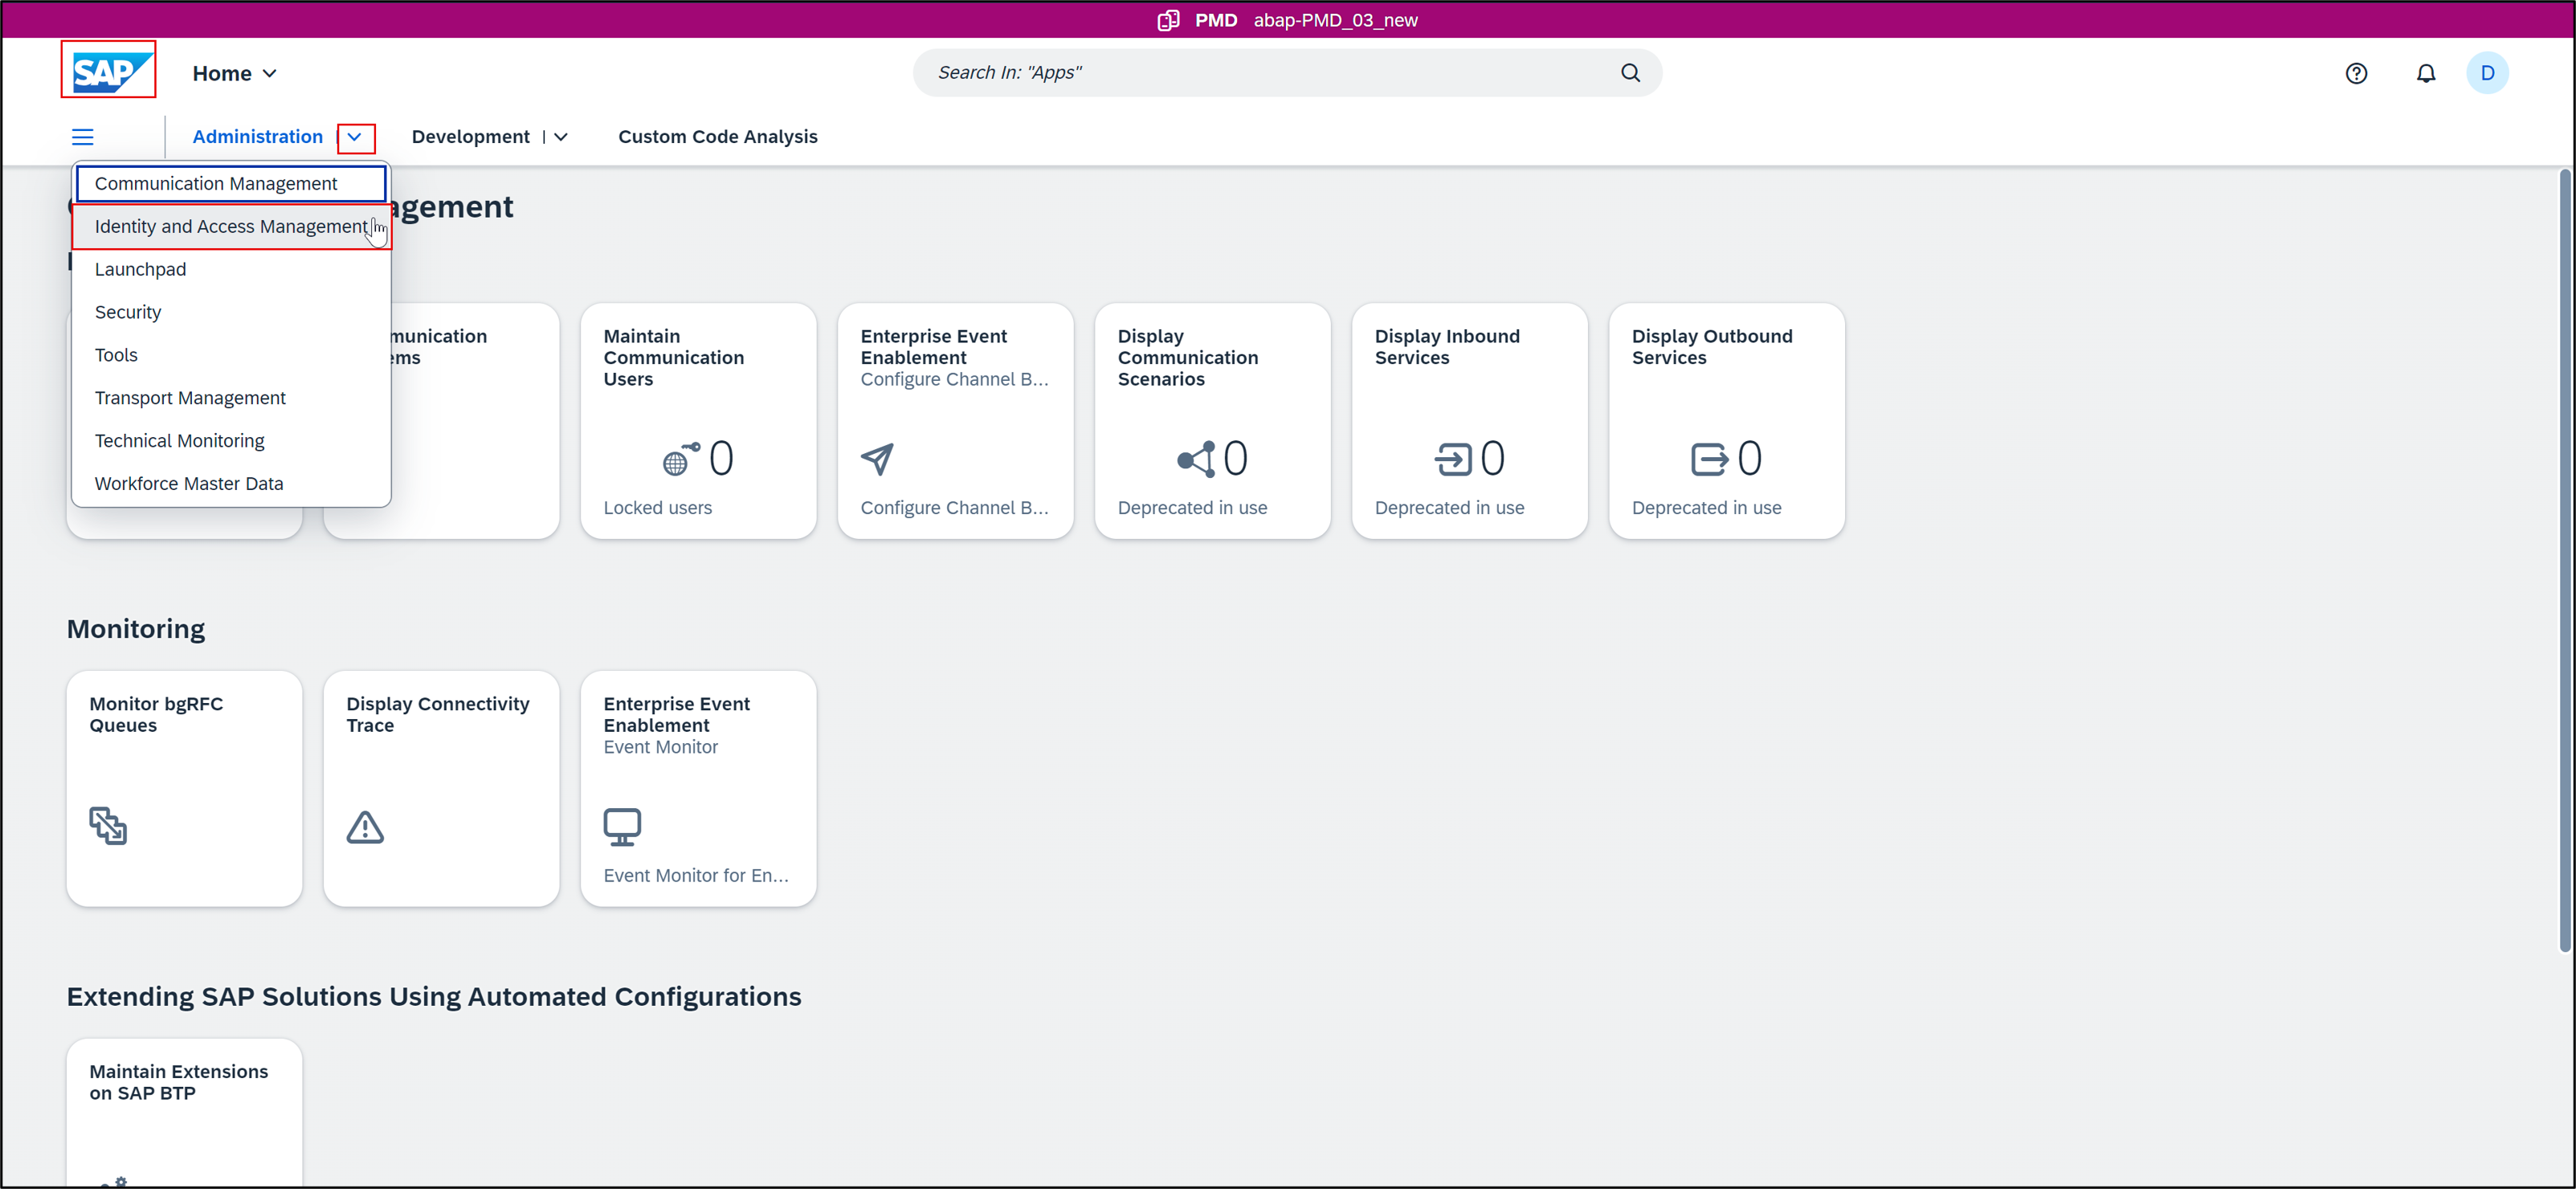 PMD abap-PMD_03_new
SAP Home
Search In: "Apps"
D
Administration
Development
Custom Code Analysis
Communication Management
Identity and Access Management
Launchpad
Security
Tools
Transport Management
Technical Monitoring
Workforce Master Data
agement
munication
ems
Maintain
Communication
Users
0
Locked users
Enterprise Event
Enablement
Configure Channel B...
Configure Channel B...
Display
Communication
Scenarios
0
Deprecated in use
Display Inbound
Services
0
Deprecated in use
Display Outbound
Services
0
Deprecated in use
Monitoring
Monitor bgRFC
Queues
Display Connectivity
Trace
Enterprise Event
Enablement
Event Monitor
Event Monitor for En...
Extending SAP Solutions Using Automated Configurations
Maintain Extensions
on SAP BTP